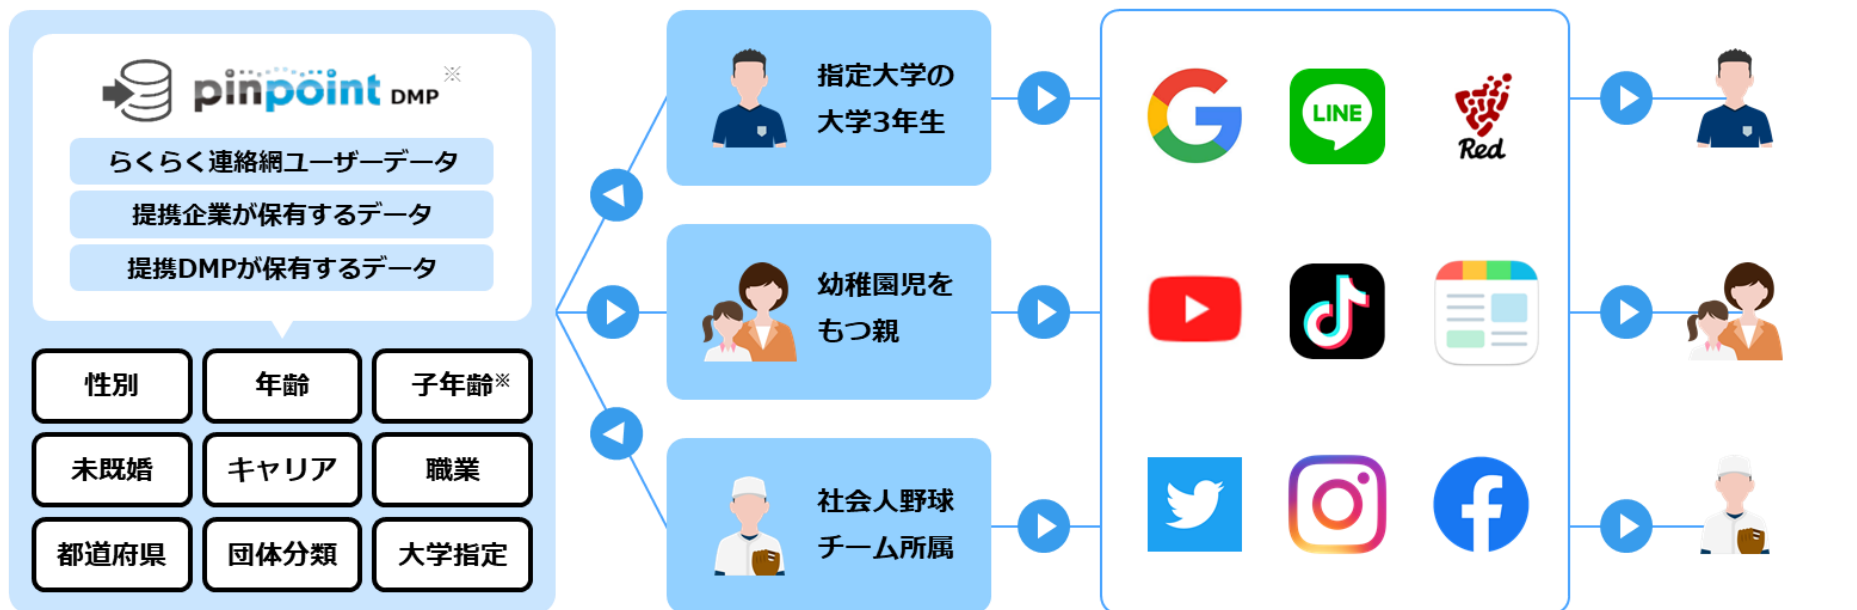 pinpoint DMP ※
らくらく連絡網ユーザーデータ
提携企業が保有するデータ
提携DMPが保有するデータ
性別
年齢
子年齢※
未既婚
キャリア
職業
都道府県
団体分類
大学指定
指定大学の
大学3年生
幼稚園児を
もつ親
社会人野球
チーム所属
LINE
Red